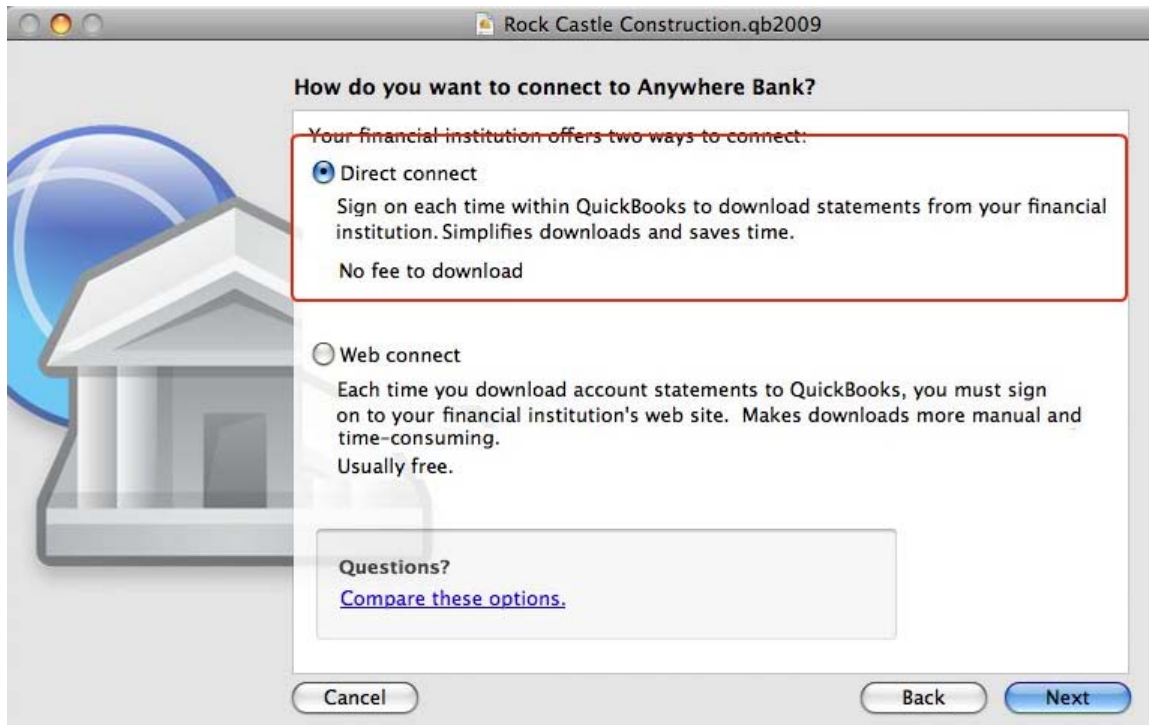 Rock Castle Construction.qb2009
How do you want to connect to Anywhere Bank?
Your financial institution offers two ways to connect:
Direct connect
Sign on each time within QuickBooks to download statements from your financial
institution. Simplifies downloads and saves time.
No fee to download
Web connect
Each time you download account statements to QuickBooks, you must sign
on to your financial institution's web site. Makes downloads more manual and
time-consuming.
Usually free.
Questions?
Compare these options.
Cancel
Back
Next